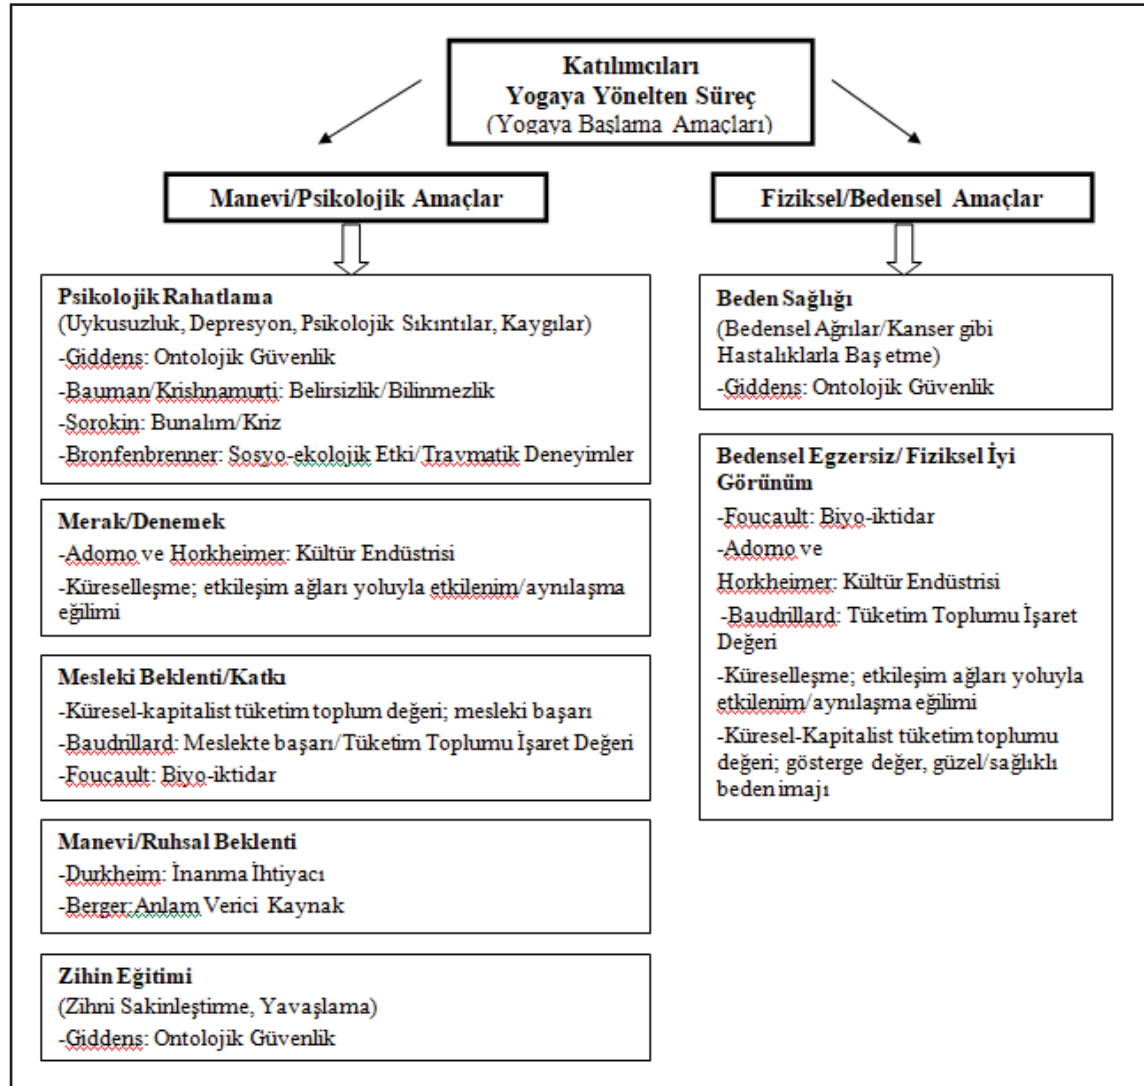 Katılımcıları
Yogaya Yönelten Süreç
(Yogaya Başlama Amaçları)
Manevi/Psikolojik Amaçlar
Psikolojik Rahatlama
(Uykusuzluk, Depresyon, Psikolojik Sıkıntılar, Kaygılar)
-Giddens: Ontolojik Güvenlik
-Bauman/Krishnamurti: Belirsizlik/Bilinmezlik
-Sorokin: Bunalım/Kriz
-Bronfenbrenner: Sosyo-ekolojik Etki/Travmatik Deneyimler
Merak/Denemek
-Adorno ve Horkheimer: Kültür Endüstrisi
-Küreselleşme; etkileşim ağları yoluyla etkilenim/aynılaşma
eğilimi
Mesleki Beklenti/Katkı
-Küresel-kapitalist tüketim toplum değeri; mesleki başarı
-Baudrillard: Meslekte başarı/Tüketim Toplumu İşaret Değeri
-Foucault: Biyo-iktidar
Manevi/Ruhsal Beklenti
-Durkheim: İnanma İhtiyacı
-Berger:Anlam Verici Kaynak
Zihin Eğitimi
(Zihni Sakinleştirme, Yavaşlama)
-Giddens: Ontolojik Güvenlik
Fiziksel/Bedensel Amaçlar
Beden Sağlığı
(Bedensel Ağrılar/Kanser gibi
Hastalıklarla Baş etme)
-Giddens: Ontolojik Güvenlik
Bedensel Egzersiz/ Fiziksel İyi
Görünüm
-Foucault: Biyo-iktidar
-Adorno ve
Horkheimer: Kültür Endüstrisi
-Baudrillard: Tüketim Toplumu İşaret
Değeri
-Küreselleşme; etkileşim ağları yoluyla
etkilenim/aynılaşma eğilimi
-Küresel-Kapitalist tüketim toplumu
değeri; gösterge değer, güzel/sağlıklı
beden imajı